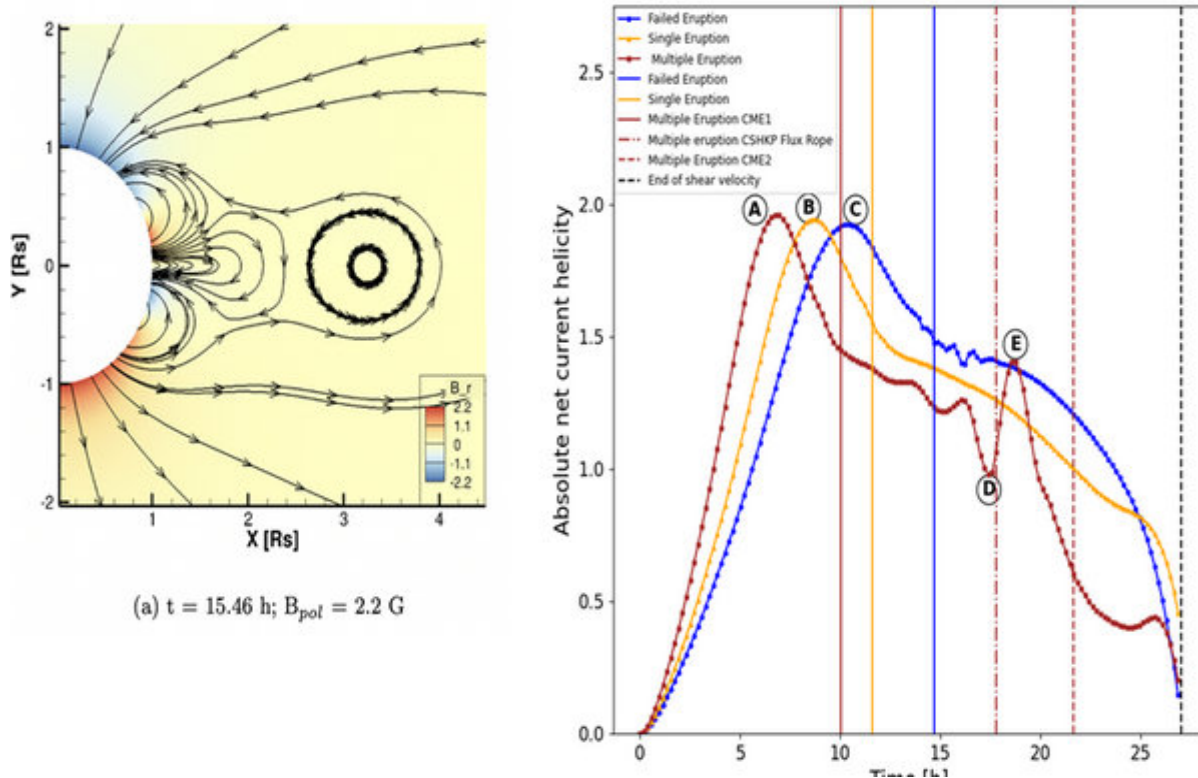 2
1
0
-1
-2
Y [Rs]
1
2
3
4
X [Rs]
B_r
2.2
1.1
0
-1.1
-2.2
(a) t = 15.46 h; B_pol = 2.2 G
Failed Eruption
Single Eruption
Multiple Eruption
Failed Eruption
Single Eruption
Multiple Eruption CME1
Multiple eruption CSHKP Flux Rope
Multiple Eruption CME2
End of shear velocity
Absolute net current helicity
2.5
2.0
1.5
1.0
0.5
0.0
A
B
C
E
D
0
5
10
15
20
25
Time [h]